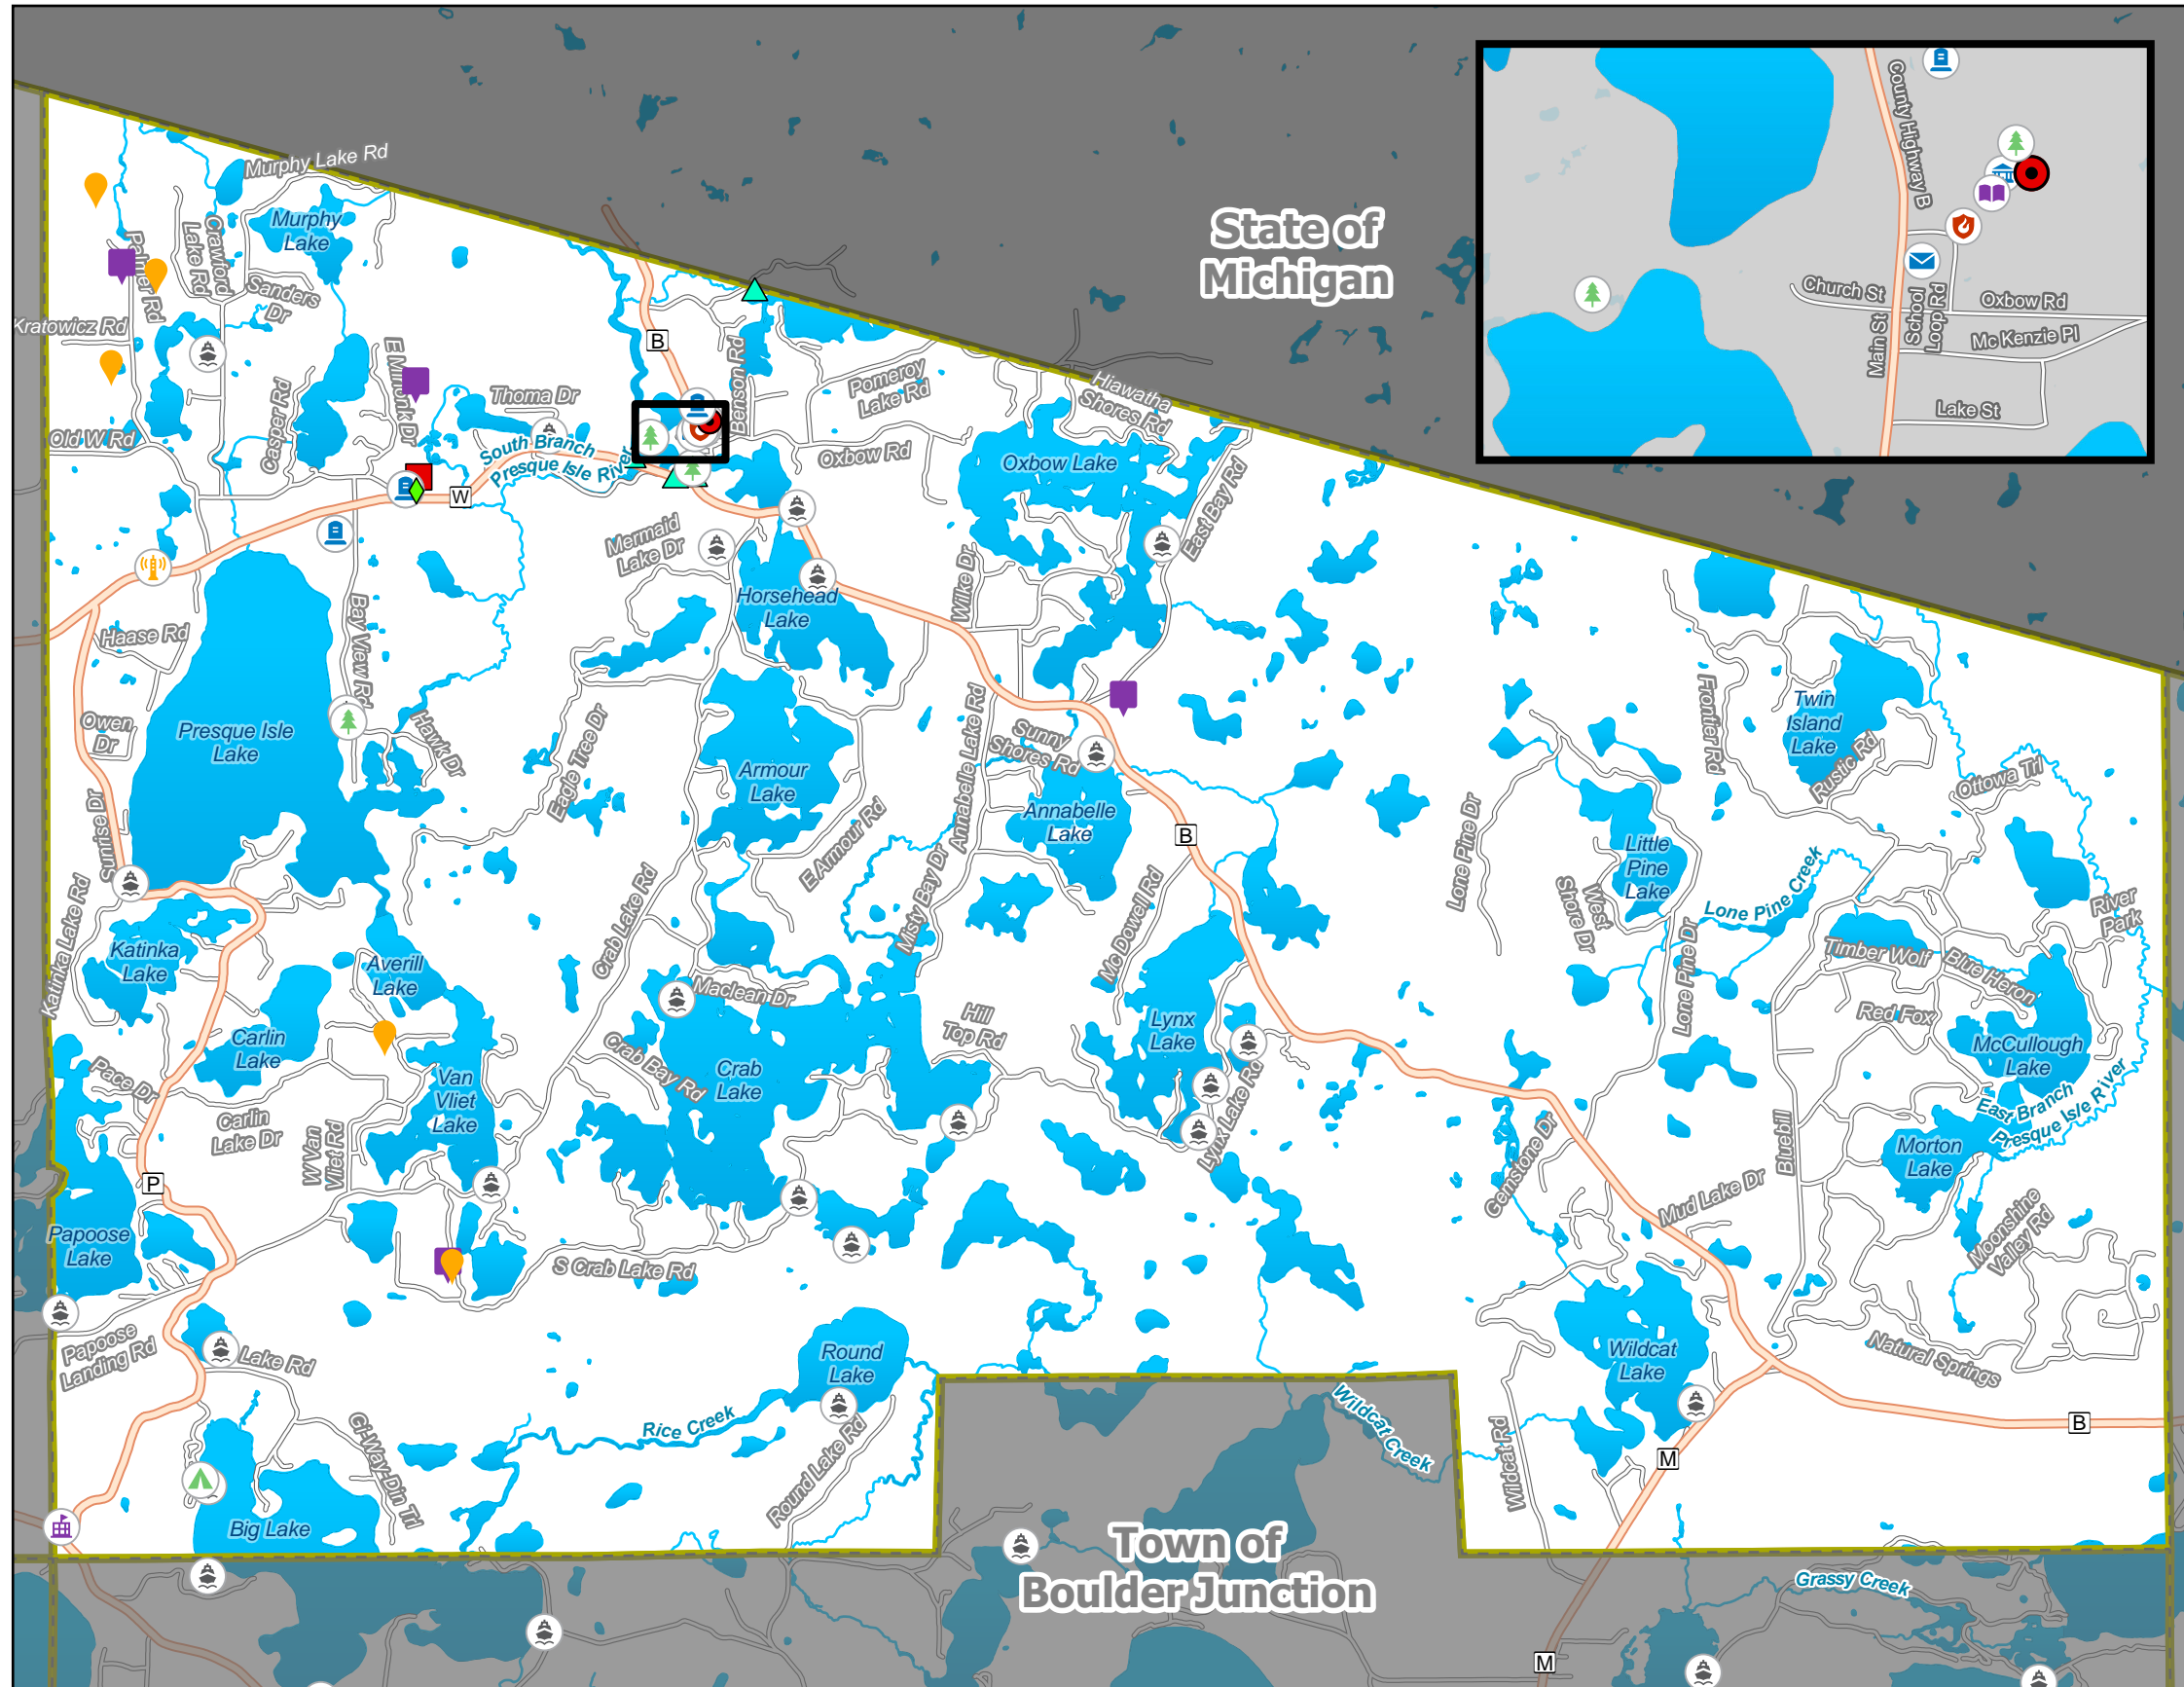 State of
Michigan
County Highway B
Church St
School
Loop Rd
Oxbow Rd
Mc Kenzie Pl
Main St
Lake St
Murphy Lake Rd
Murphy
Lake
Crawford
Lake Rd
Palmer Rd
Sanders
Dr
Kratowicz Rd
E Milfunk Dr
Casper Rd
Thoma Dr
Old W Rd
South Branch
Presque Isle River
B
Benson Rd
Pomeroy
Lake Rd
Oxbow Rd
Hiawatha
Shores Rd
Oxbow Lake
East Bay Rd
W
Mermaid
Lake Dr
Horsehead
Lake
Wilke Dr
Haase Rd
Bay View Rd
Owen
Dr
Presque Isle
Lake
Hawk Dr
Eagle Tree Dr
Armour
Lake
E Armour Rd
Annabelle Lake Rd
Sunny
Shores Rd
Annabelle
Lake
B
Frontier Rd
Twin
Island
Lake
Rustic Rd
Ottowa Trl
Lone Pine Dr
Little
Pine
Lake
West
Shore Dr
Lone Pine Creek
River
Park
Sunrise Dr
Katinka Lake Rd
Katinka
Lake
Averill
Lake
Crab Lake Rd
Misty Bay Dr
Mc Dowell Rd
Lone Pine Dr
Timber Wolf
Blue Heron
Red Fox
McCullough
Lake
Maclean Dr
Hill
Top Rd
Lynx
Lake
Carlin
Lake
Pace Dr
Carlin
Lake Dr
Van
Vliet
Lake
Crab Bay Rd
Crab
Lake
Lynx Lake Rd
East Branch
Presque Isle River
Morton
Lake
Bluebill
Gemstone Dr
Mud Lake Dr
Moonshine
Valley Rd
W Van
Vliet Rd
P
Papoose
Lake
S Crab Lake Rd
Papoose
Landing Rd
Lake Rd
Round
Lake
Wildcat
Lake
Natural Springs
Gi-Way-Din Trl
Rice Creek
Round Lake Rd
Wildcat Creek
Wildcat Rd
B
M
Big Lake
Town of
Boulder Junction
Grassy Creek
M